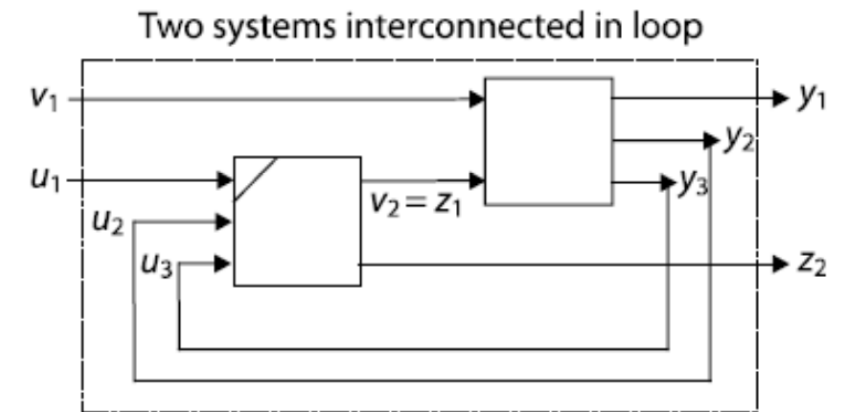 Two systems interconnected in loop
v₁
y₁
y₂
u₁
y₃
v₂ = z₁
u₂
u₃
z₂